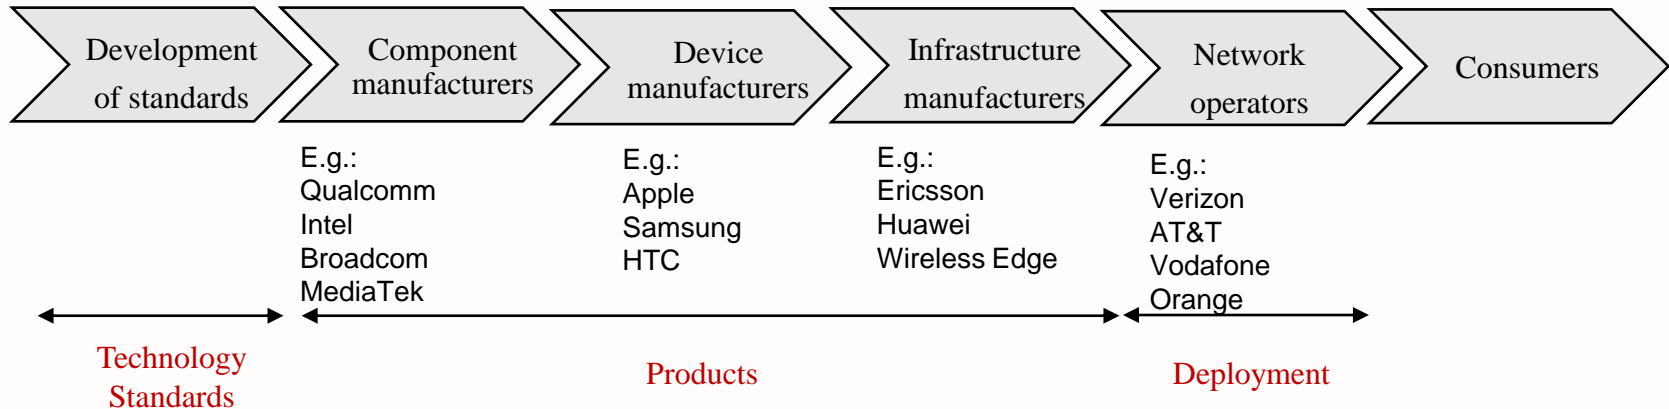 Development
of standards
Component
manufacturers
Device
manufacturers
Infrastructure
manufacturers
Network
operators
Consumers
E.g.:
Qualcomm
Intel
Broadcom
MediaTek
E.g.:
Apple
Samsung
HTC
E.g.:
Ericsson
Huawei
Wireless Edge
E.g.:
Verizon
AT&T
Vodafone
Orange
Technology
Standards
Products
Deployment